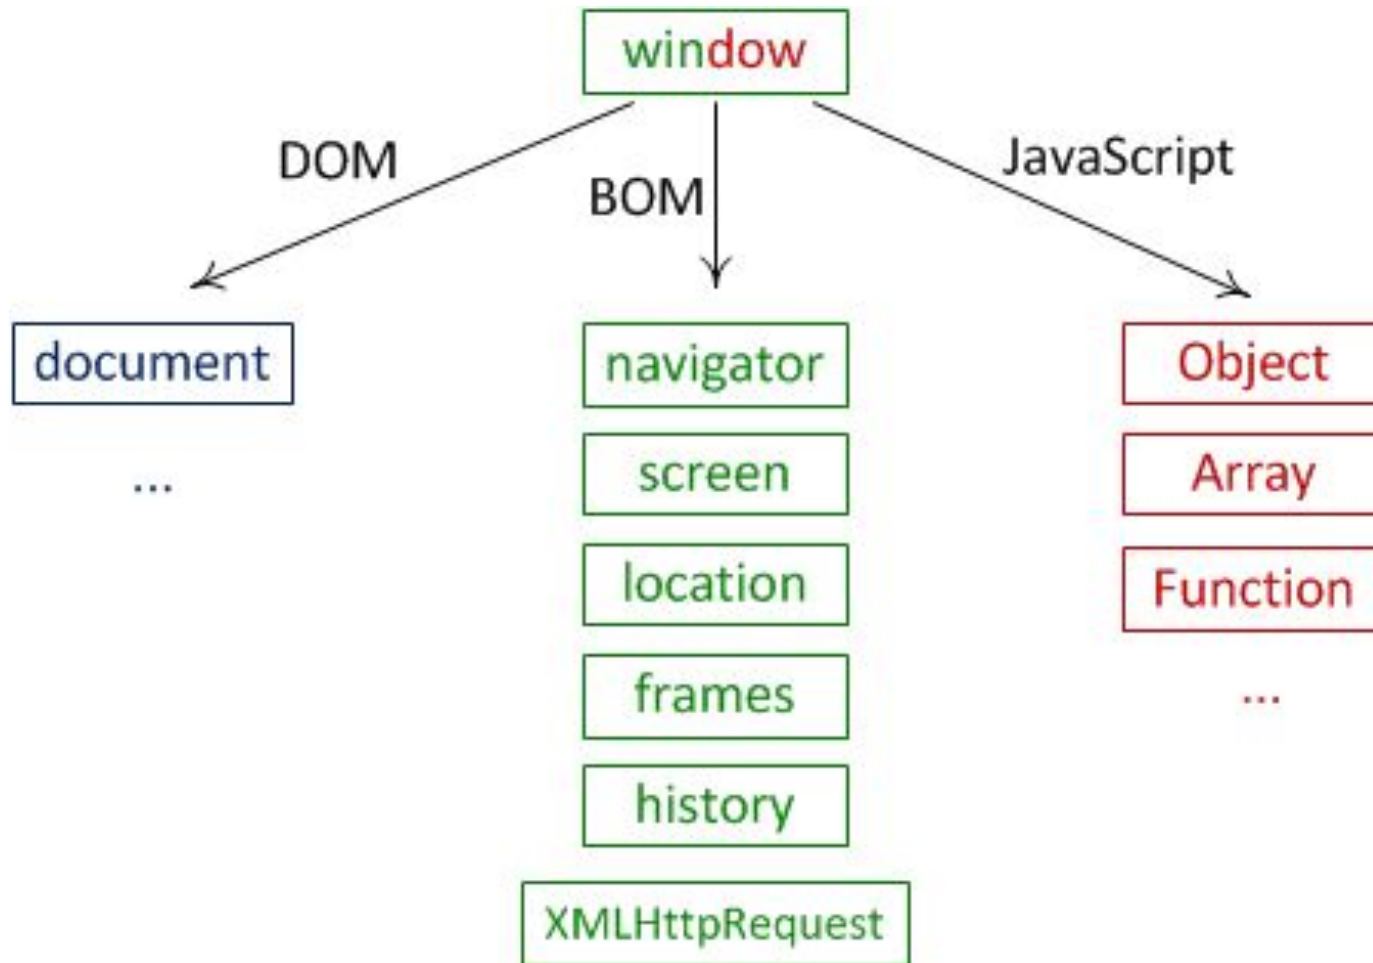 window
DOM
BOM
JavaScript
document
...
navigator
screen
location
frames
history
XMLHttpRequest
Object
Array
Function
...